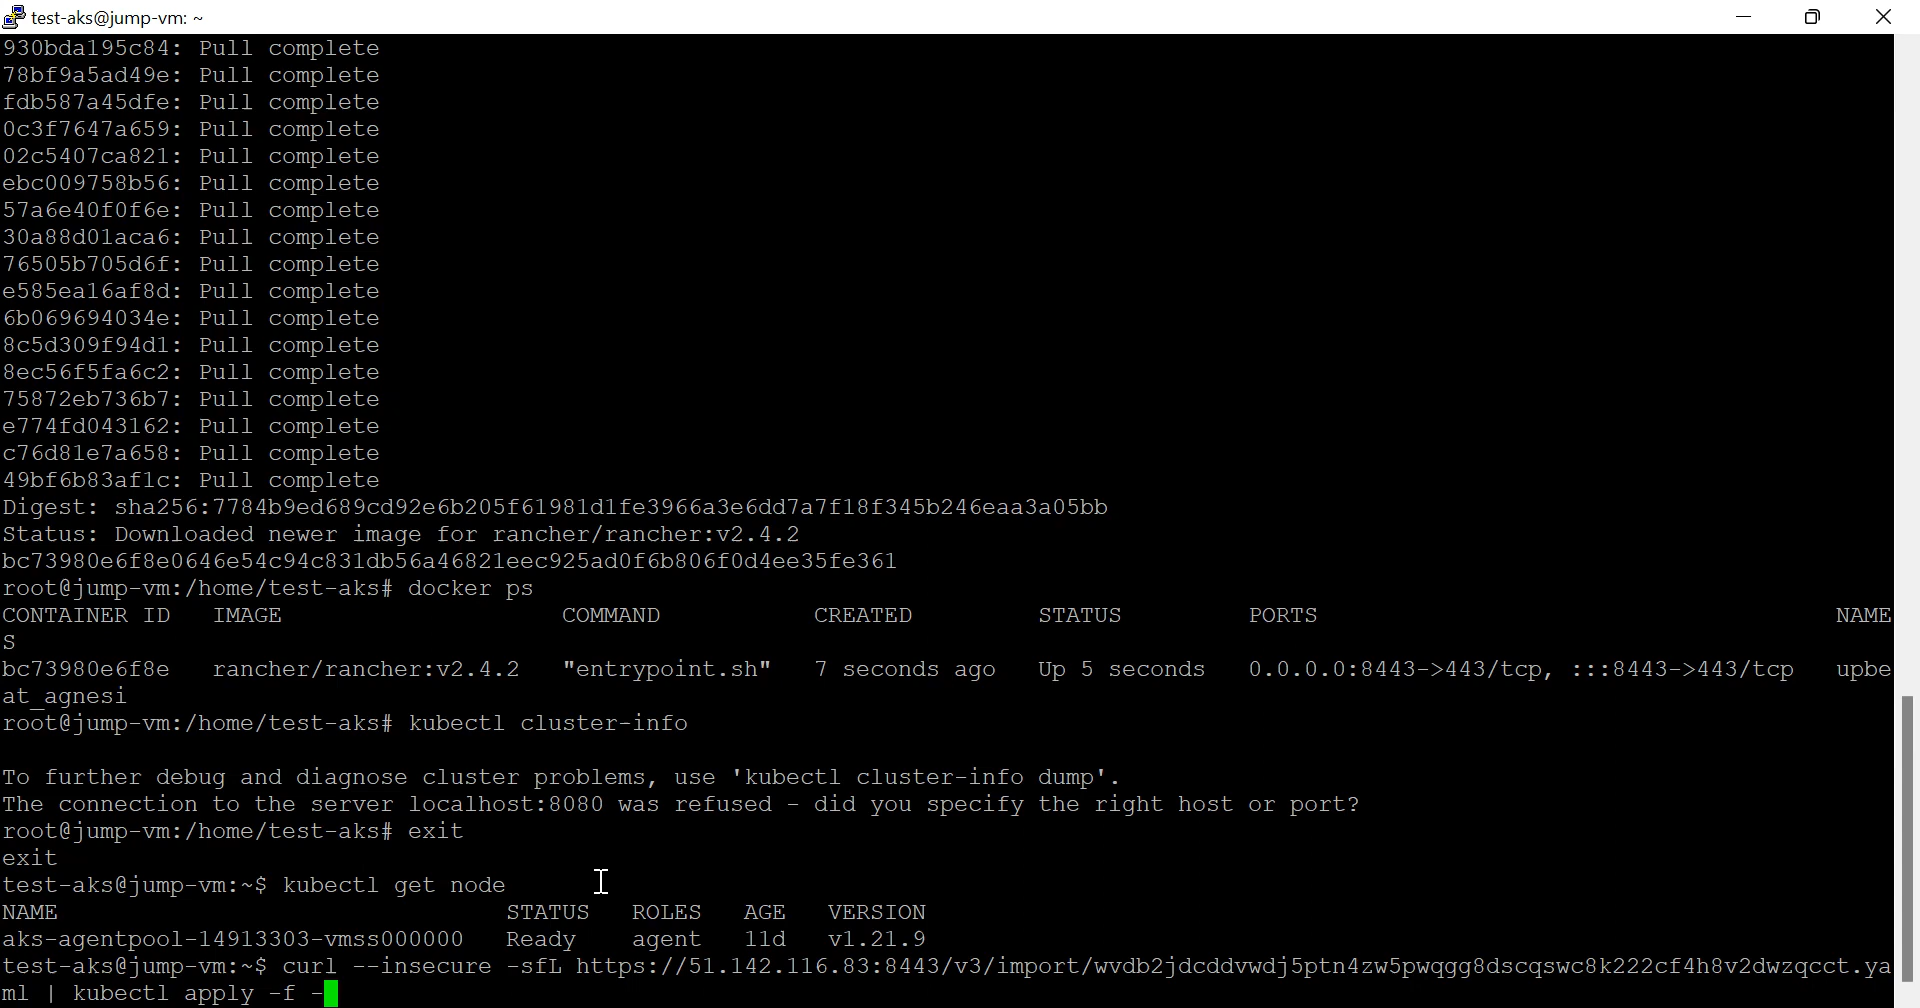 test-aks@jump-vm: ~
930bda195c84: Pull complete
78bf9a5ad49e: Pull complete
fdb587a45dfe: Pull complete
0c3f7647a659: Pull complete
02c5407ca821: Pull complete
ebc009758b56: Pull complete
57a6e40f0f6e: Pull complete
30a88d01aca6: Pull complete
76505b705d6f: Pull complete
e585ea16af8d: Pull complete
6b069694034e: Pull complete
8c5d309f94d1: Pull complete
8ec56f5fa6c2: Pull complete
75872eb736b7: Pull complete
e774fd043162: Pull complete
c76d81e7a658: Pull complete
49bf6b83af1c: Pull complete
Digest: sha256:7784b9ed689cd92e6b205f61981d1fe3966a3e6dd7a7f18f345b246eaa3a05bb
Status: Downloaded newer image for rancher/rancher:v2.4.2
bc73980e6f8e0646e54c94c831db56a46821eec925ad0f6b806f0d4ee35fe361
root@jump-vm:/home/test-aks# docker ps
CONTAINER ID   IMAGE                    COMMAND           CREATED         STATUS         PORTS                                     NAME
S
bc73980e6f8e   rancher/rancher:v2.4.2   "entrypoint.sh"   7 seconds ago   Up 5 seconds   0.0.0.0:8443->443/tcp, :::8443->443/tcp   upbe
at_agnesi
root@jump-vm:/home/test-aks# kubectl cluster-info
To further debug and diagnose cluster problems, use 'kubectl cluster-info dump'.
The connection to the server localhost:8080 was refused - did you specify the right host or port?
root@jump-vm:/home/test-aks# exit
exit
test-aks@jump-vm:~$ kubectl get node
NAME                                STATUS   ROLES   AGE   VERSION
aks-agentpool-14913303-vmss000000   Ready    agent   11d   v1.21.9
test-aks@jump-vm:~$ curl --insecure -sfL https://51.142.116.83:8443/v3/import/wvdb2jdcddvwdj5ptn4zw5pwqgg8dscqswc8k222cf4h8v2dwzqcct.ya
ml | kubectl apply -f -